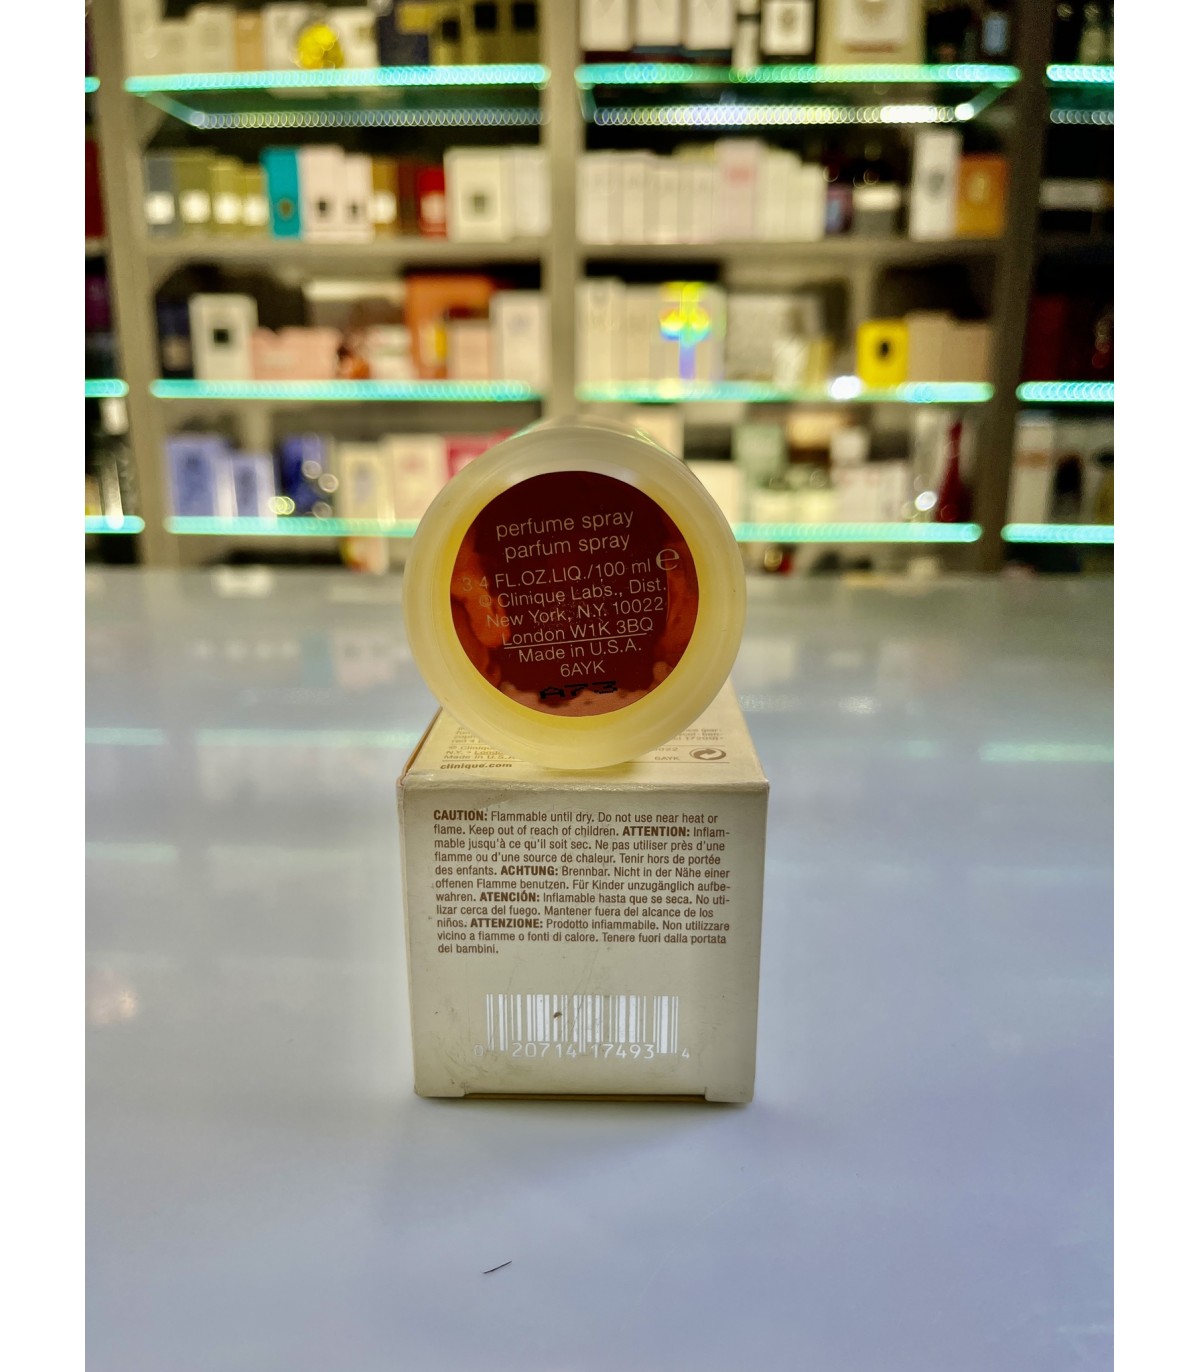 perfume spray
parfum spray
3.4 FL.OZ.LIQ./100 ml e
© Clinique Labs., Dist.
New York, N.Y. 10022
London W1K 3BQ
Made in U.S.A.
6AYK
A73
6AYK
Made in U.S.A.
clinique.com
CAUTION: Flammable until dry. Do not use near heat or
flame. Keep out of reach of children. ATTENTION: Inflam-
mable jusqu'à ce qu'il soit sec. Ne pas utiliser près d'une
flamme ou d'une source de chaleur. Tenir hors de portée
des enfants. ACHTUNG: Brennbar. Nicht in der Nähe einer
offenen Flamme benutzen. Für Kinder unzugänglich aufbe-
wahren. ATENCIÓN: Inflamable hasta que se seca. No uti-
lizar cerca del fuego. Mantener fuera del alcance de los
niños. ATTENZIONE: Prodotto infiammabile. Non utilizzare
vicino a fiamme o fonti di calore. Tenere fuori dalla portata
dei bambini.
0 20714 17493 4